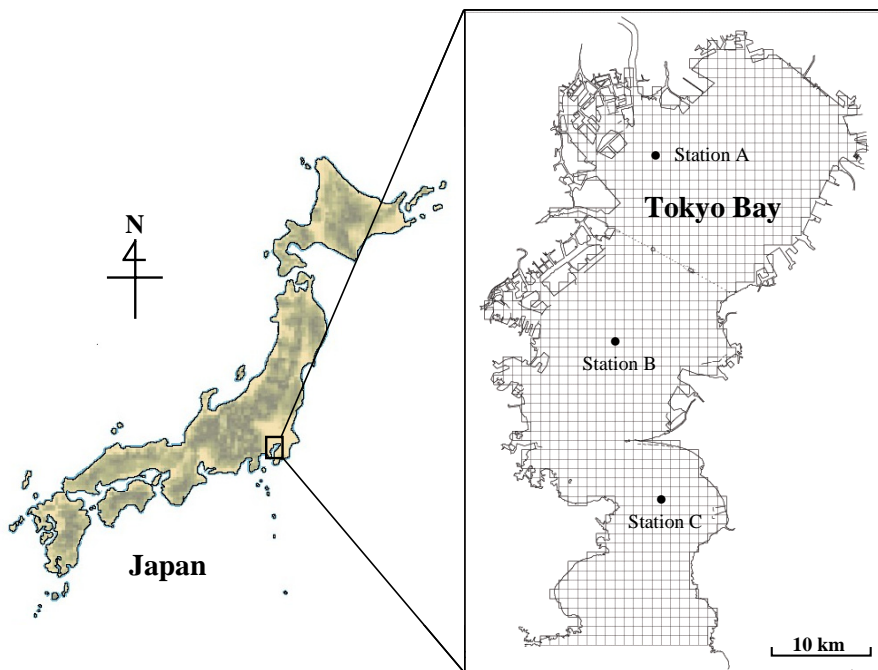 N
Japan
Station A
Tokyo Bay
Station B
Station C
10 km